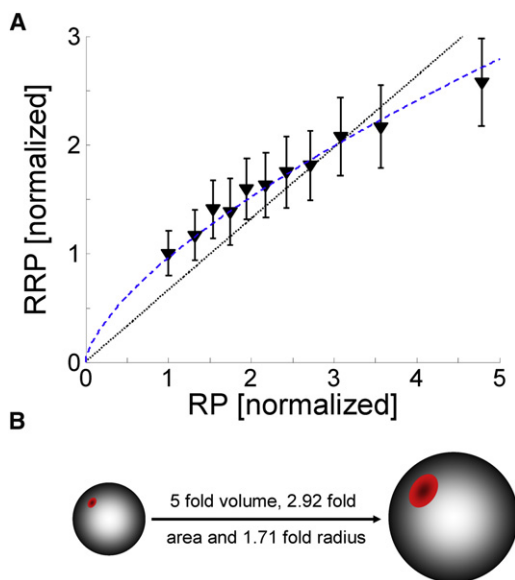 A
3
2
1
0
RRP [normalized]
0
1
2
3
4
5
RP [normalized]
B
5 fold volume, 2.92 fold
area and 1.71 fold radius